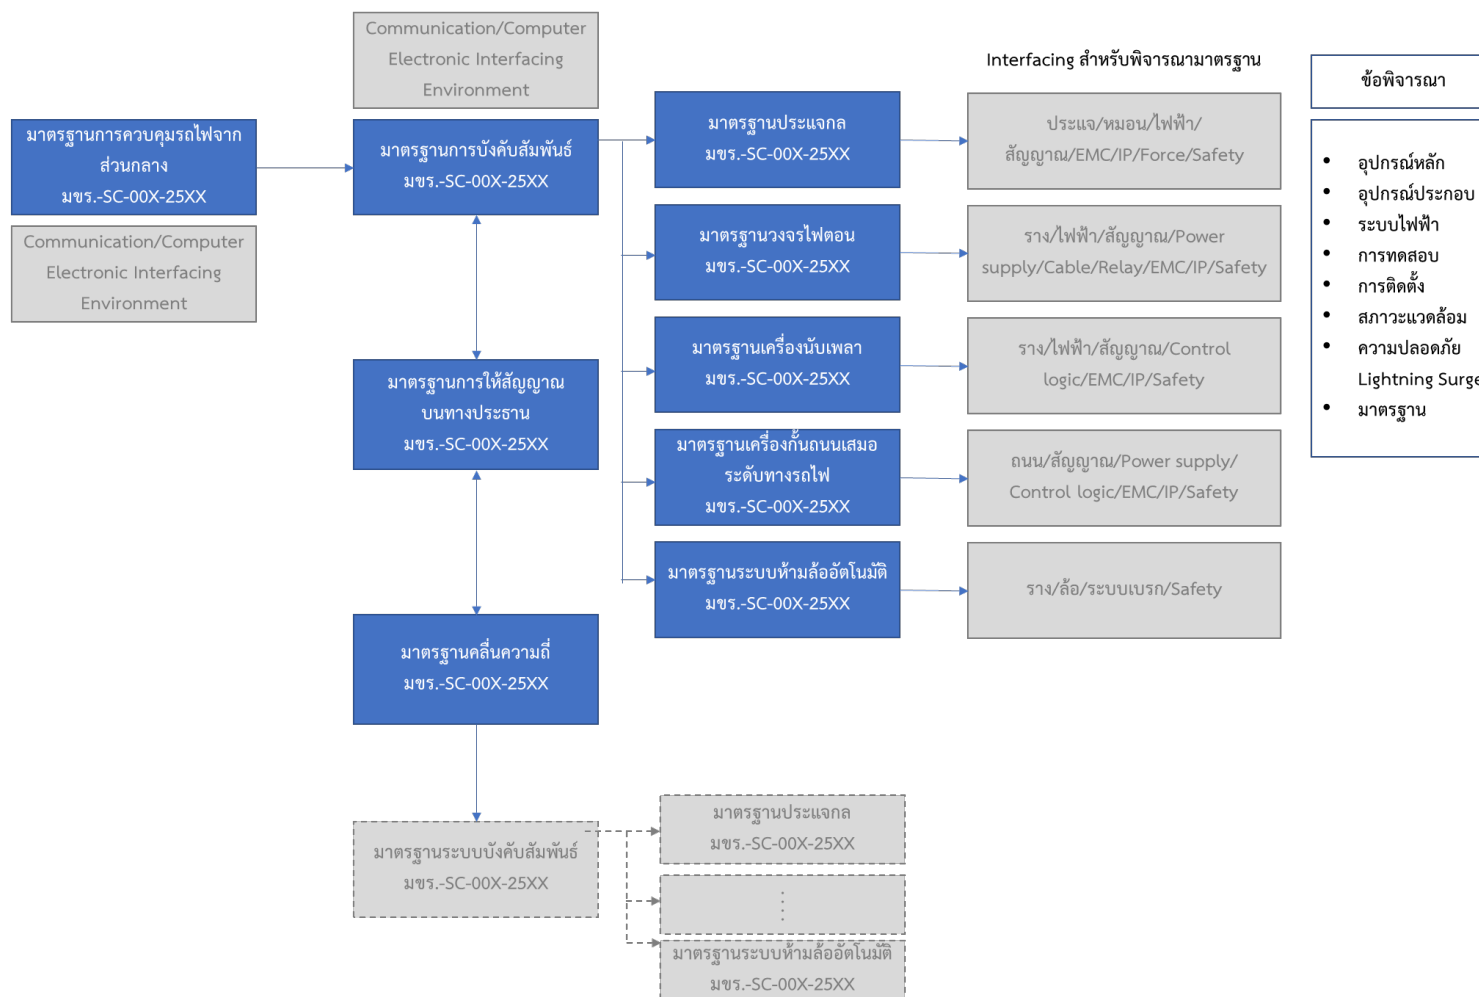 Communication/Computer
Electronic Interfacing
Environment
มาตรฐานการควบคุมรถไฟจาก
ส่วนกลาง
มขร.-SC-00X-25XX
Communication/Computer
Electronic Interfacing
Environment
มาตรฐานการบังคับสัมพันธ์
มขร.-SC-00X-25XX
มาตรฐานการให้สัญญาณ
บนทางประธาน
มขร.-SC-00X-25XX
มาตรฐานคลื่นความถี่
มขร.-SC-00X-25XX
มาตรฐานระบบบังคับสัมพันธ์
มขร.-SC-00X-25XX
มาตรฐานประแจกล
มขร.-SC-00X-25XX
มาตรฐานวงจรไฟตอน
มขร.-SC-00X-25XX
มาตรฐานเครื่องนับเพลา
มขร.-SC-00X-25XX
มาตรฐานเครื่องกั้นถนนเสมอ
ระดับทางรถไฟ
มขร.-SC-00X-25XX
มาตรฐานระบบห้ามล้ออัตโนมัติ
มขร.-SC-00X-25XX
มาตรฐานประแจกล
มขร.-SC-00X-25XX
มาตรฐานระบบห้ามล้ออัตโนมัติ
มขร.-SC-00X-25XX
Interfacing สำหรับพิจารณามาตรฐาน
ประแจ/หมอน/ไฟฟ้า/
สัญญาณ/EMC/IP/Force/Safety
ราง/ไฟฟ้า/สัญญาณ/Power
supply/Cable/Relay/EMC/IP/Safety
ราง/ไฟฟ้า/สัญญาณ/Control
logic/EMC/IP/Safety
ถนน/สัญญาณ/Power supply/
Control logic/EMC/IP/Safety
ราง/ล้อ/ระบบเบรก/Safety
ข้อพิจารณา
• อุปกรณ์หลัก
• อุปกรณ์ประกอบ
• ระบบไฟฟ้า
• การทดสอบ
• การติดตั้ง
• สภาวะแวดล้อม
• ความปลอดภัย
Lightning Surge
• มาตรฐาน